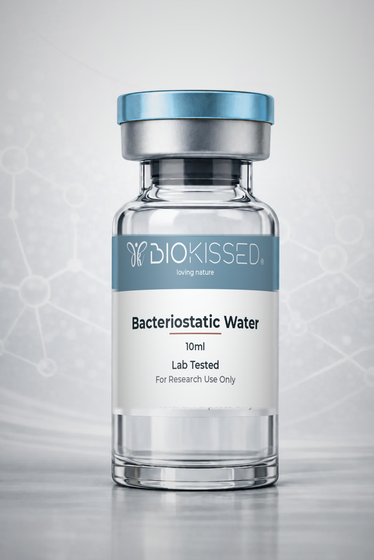 BIOKISSED®
loving nature
Bacteriostatic Water
10ml
Lab Tested
For Research Use Only